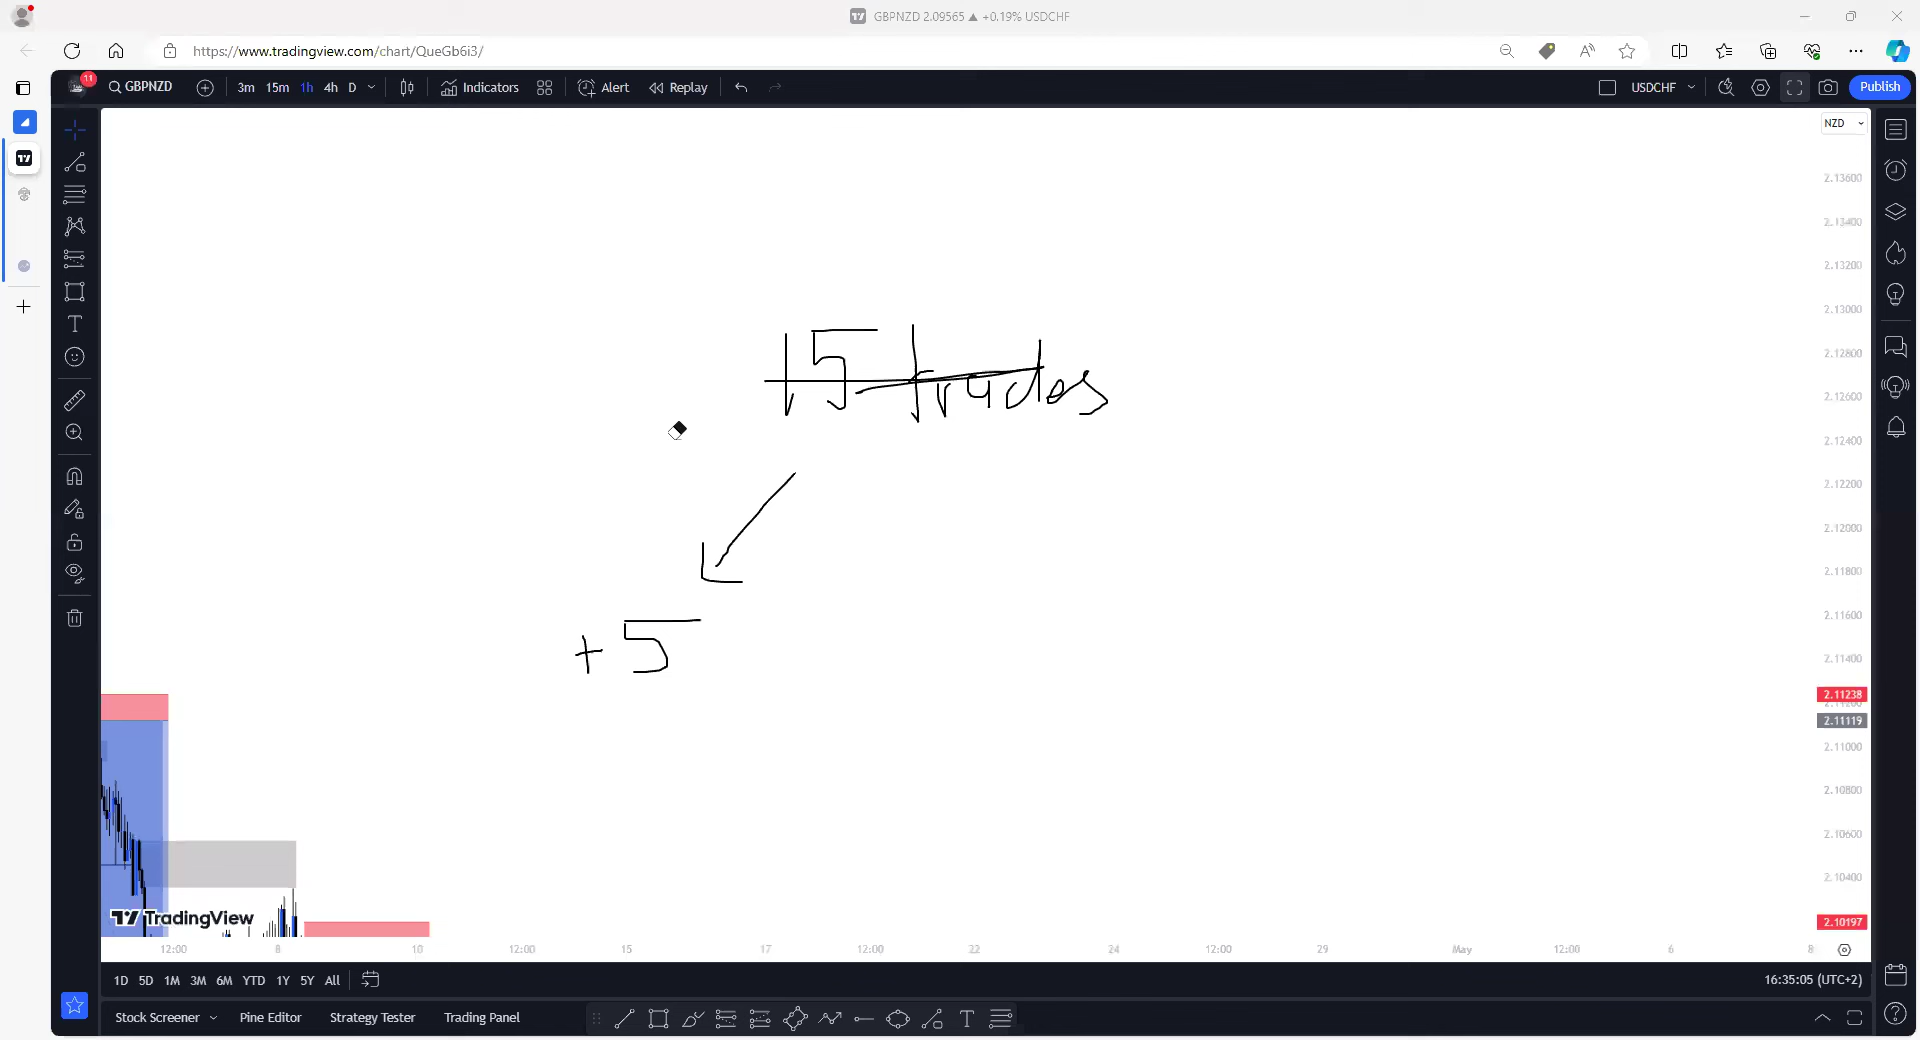 GBPNZD 2.09565 ▲ +0.19% USDCHF
https://www.tradingview.com/chart/QueGb6i3/
11 GBPNZD 3m 15m 1h 4h D Indicators Alert Replay USDCHF Publish
NZD
2.13600
2.13400
2.13200
2.13000
2.12800
15 trades
2.12600
2.12400
2.12200
2.12000
2.11800
2.11600
+5
2.11400
2.11238
2.11200
2.11119
2.11000
2.10800
2.10600
2.10400
TradingView
2.10197
12:00 8 10 12:00 15 17 12:00 22 24 12:00 29 May 12:00 6 8
1D 5D 1M 3M 6M YTD 1Y 5Y All 16:35:05 (UTC+2)
Stock Screener Pine Editor Strategy Tester Trading Panel